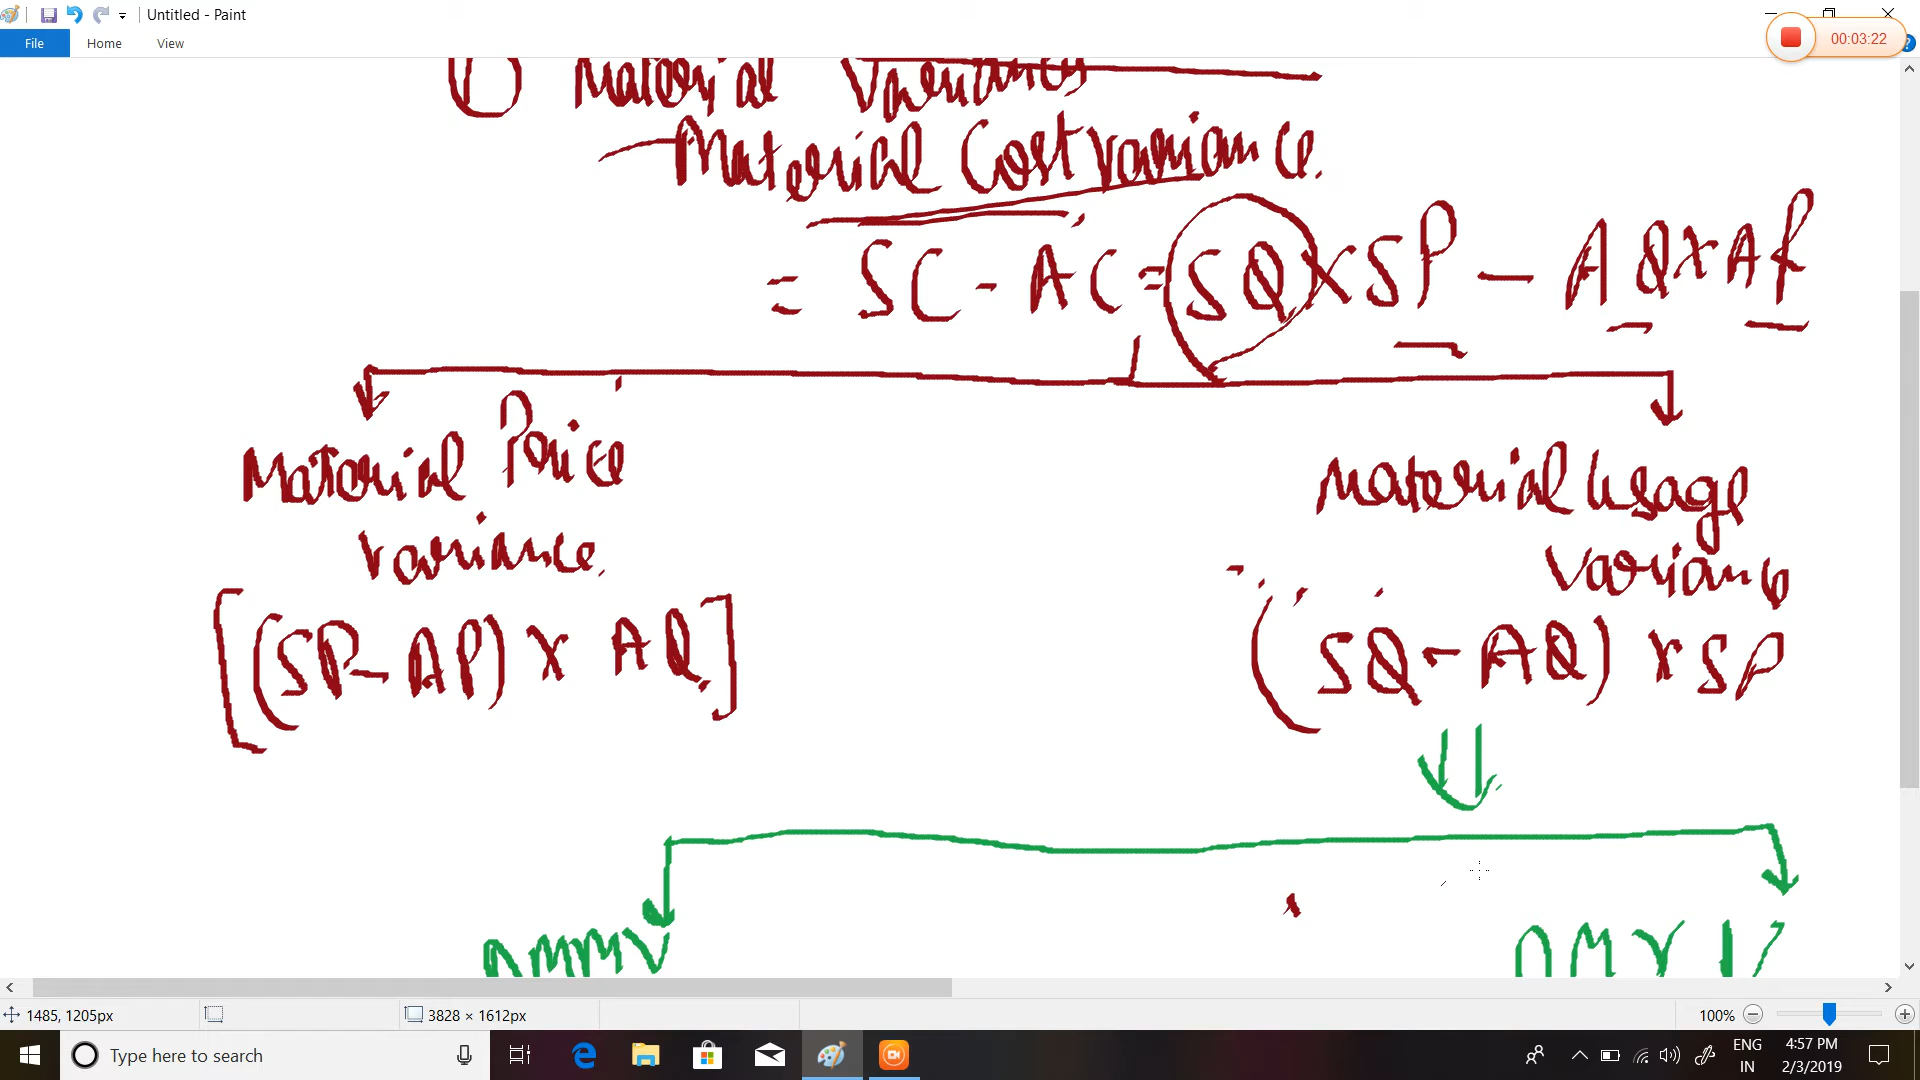 Untitled - Paint
00:03:22
File Home View
① Material Variances
Material Cost variance.
= SC - AC = SQ X SP - AQ X AP
Material Price
variance.
[(SP - AP) X AQ]
Material Usage
variance
(SQ - AQ) X SP
1485, 1205px
3828 × 1612px
100%
Type here to search
ENG
IN
4:57 PM
2/3/2019